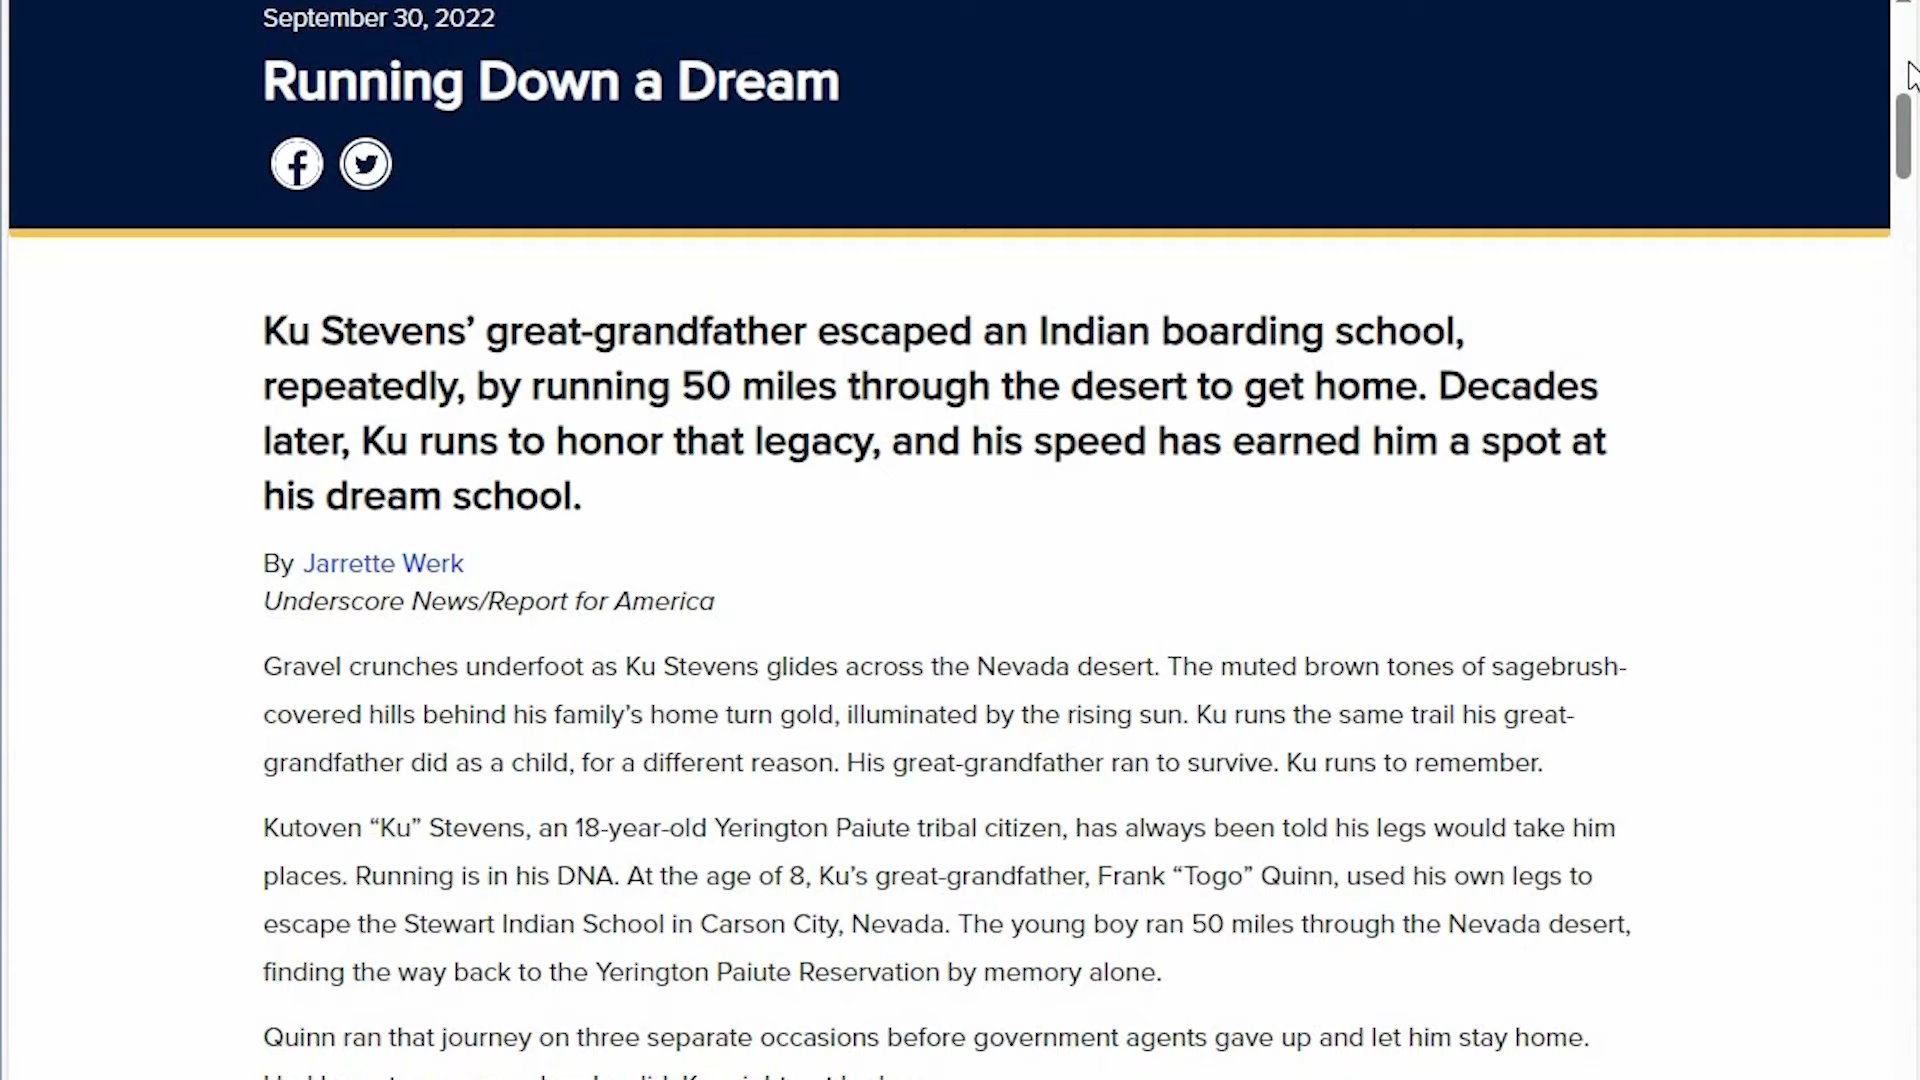 September 30, 2022
Running Down a Dream
Ku Stevens’ great-grandfather escaped an Indian boarding school,
repeatedly, by running 50 miles through the desert to get home. Decades
later, Ku runs to honor that legacy, and his speed has earned him a spot at
his dream school.
By Jarrette Werk
Underscore News/Report for America
Gravel crunches underfoot as Ku Stevens glides across the Nevada desert. The muted brown tones of sagebrush-
covered hills behind his family’s home turn gold, illuminated by the rising sun. Ku runs the same trail his great-
grandfather did as a child, for a different reason. His great-grandfather ran to survive. Ku runs to remember.
Kutoven “Ku” Stevens, an 18-year-old Yerington Paiute tribal citizen, has always been told his legs would take him
places. Running is in his DNA. At the age of 8, Ku’s great-grandfather, Frank “Togo” Quinn, used his own legs to
escape the Stewart Indian School in Carson City, Nevada. The young boy ran 50 miles through the Nevada desert,
finding the way back to the Yerington Paiute Reservation by memory alone.
Quinn ran that journey on three separate occasions before government agents gave up and let him stay home.